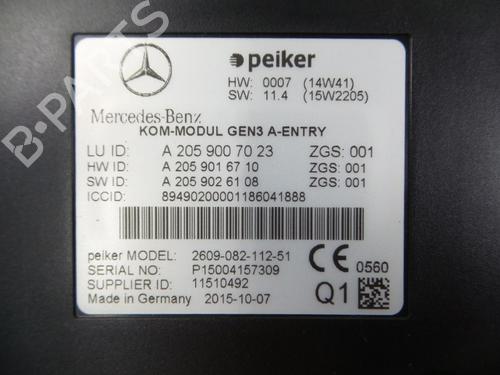 peiker
HW: 0007 (14W41)
SW: 11.4 (15W2205)
Mercedes-Benz
KOM-MODUL GEN3 A-ENTRY
LU ID: A 205 900 70 23 ZGS: 001
HW ID: A 205 901 67 10 ZGS: 001
SW ID: A 205 902 61 08 ZGS: 001
ICCID: 89490200001186041888
peiker MODEL: 2609-082-112-51
SERIAL NO: P15004157309
SUPPLIER ID: 11510492
Made in Germany 2015-10-07
CE 0560
Q1
B-PARTS